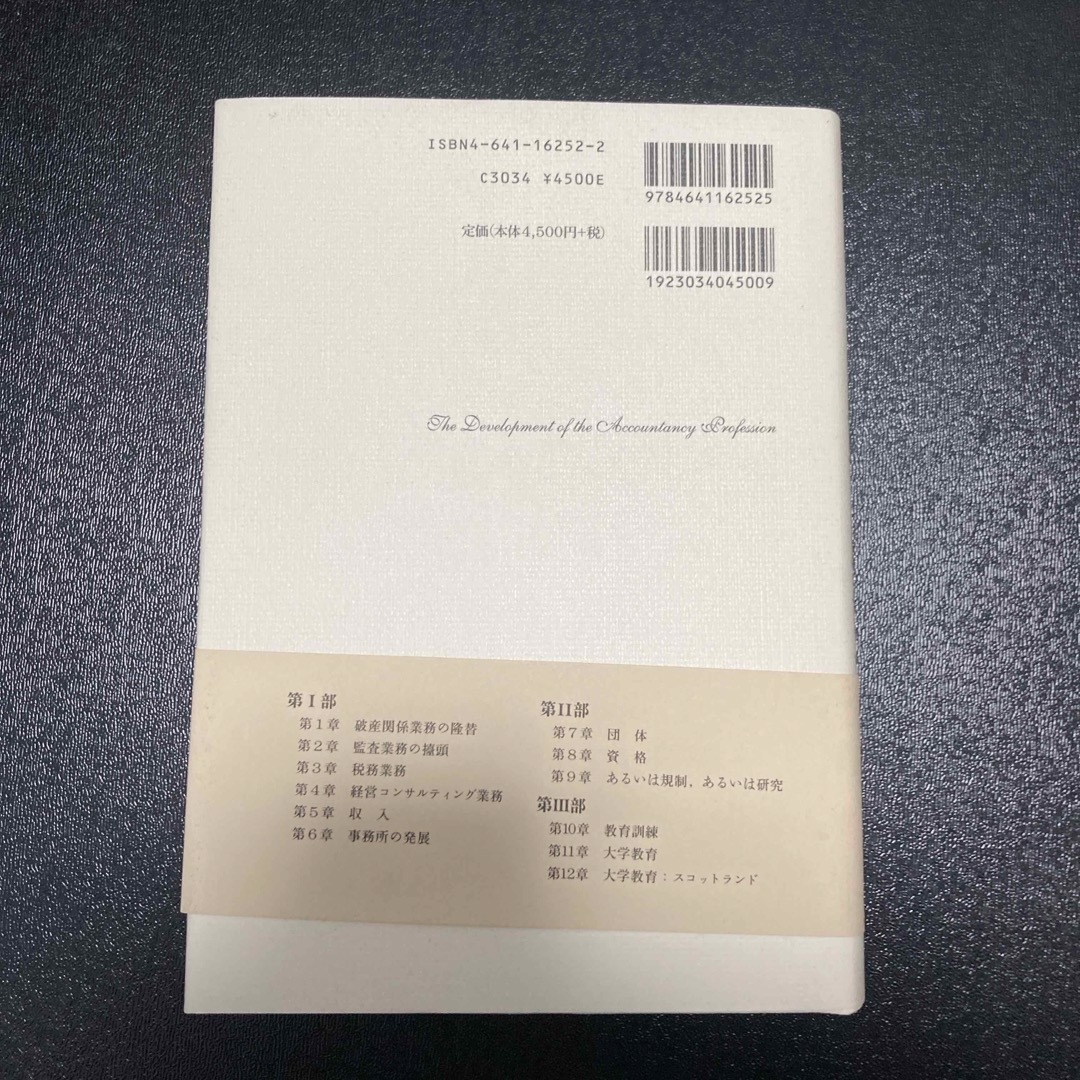 ISBN4-641-16252-2
C3034 ¥4500E
定価(本体4,500円+税)
9784641162525
1923034045009
The Development of the Accountancy Profession
第Ⅰ部
第1章 破産関係業務の隆替
第2章 監査業務の擡頭
第3章 税務業務
第4章 経営コンサルティング業務
第5章 収 入
第6章 事務所の発展
第II部
第7章 団 体
第8章 資 格
第9章 あるいは規制，あるいは研究
第III部
第10章 教育訓練
第11章 大学教育
第12章 大学教育：スコットランド